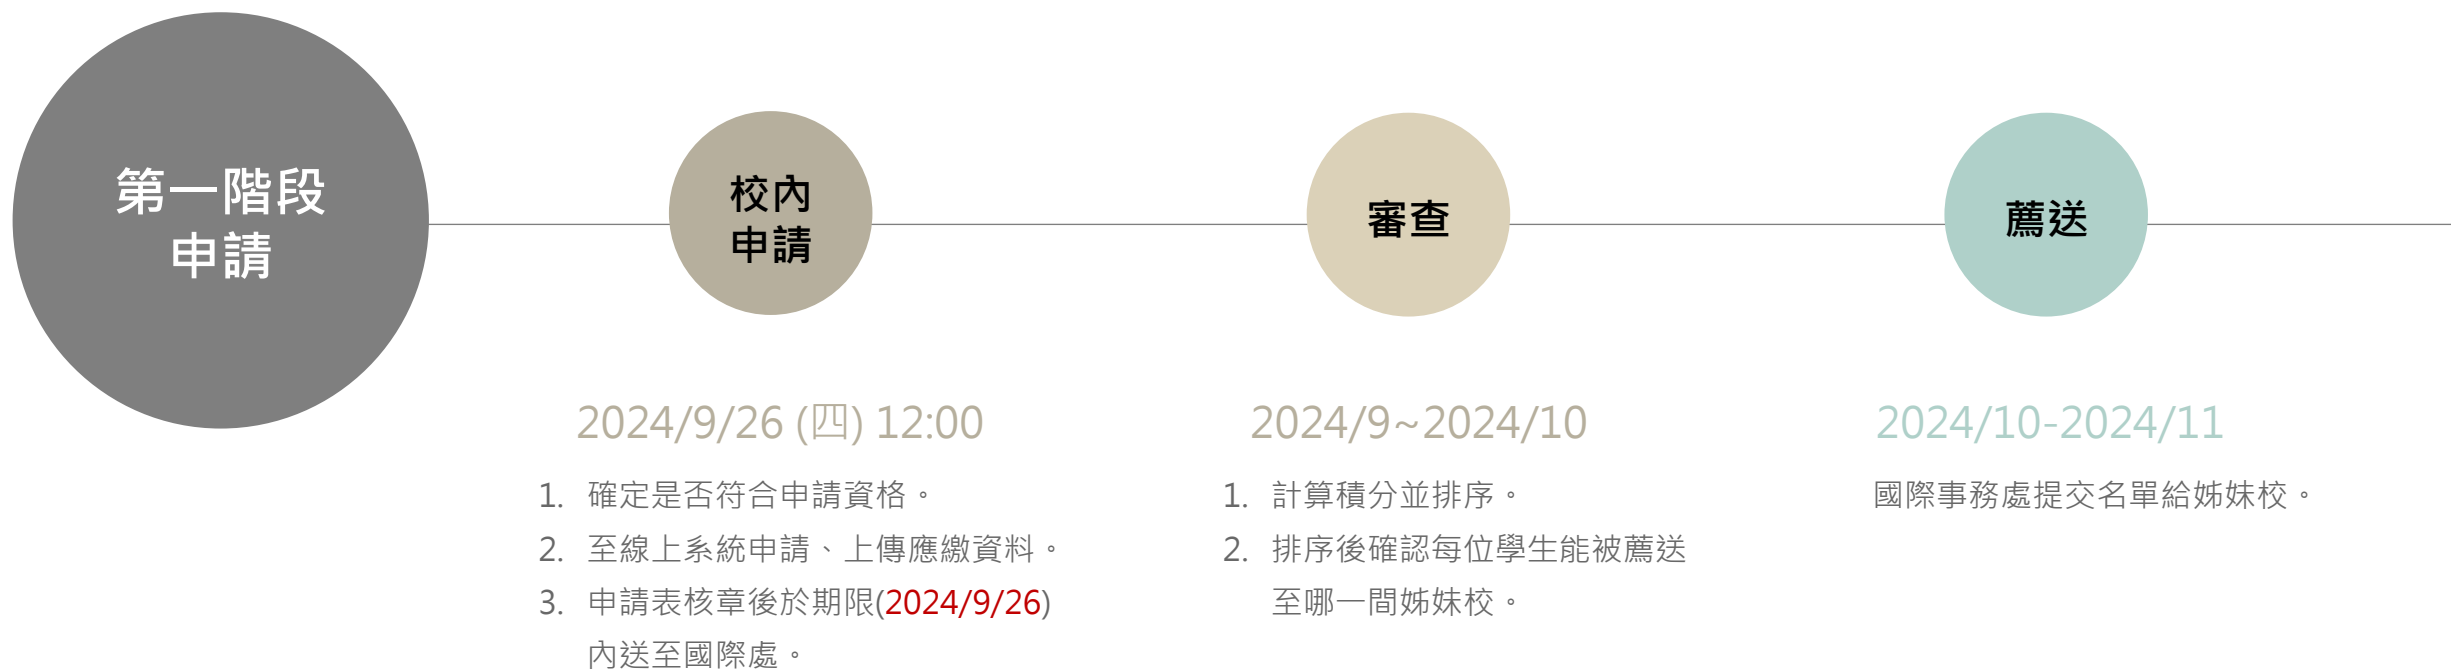 第一階段
申請
校內
申請
審查
薦送
2024/9/26 (四) 12:00
1. 確定是否符合申請資格。
2. 至線上系統申請、上傳應繳資料。
3. 申請表核章後於期限(2024/9/26)
內送至國際處。
2024/9~2024/10
1. 計算積分並排序。
2. 排序後確認每位學生能被薦送
至哪一間姊妹校。
2024/10-2024/11
國際事務處提交名單給姊妹校。